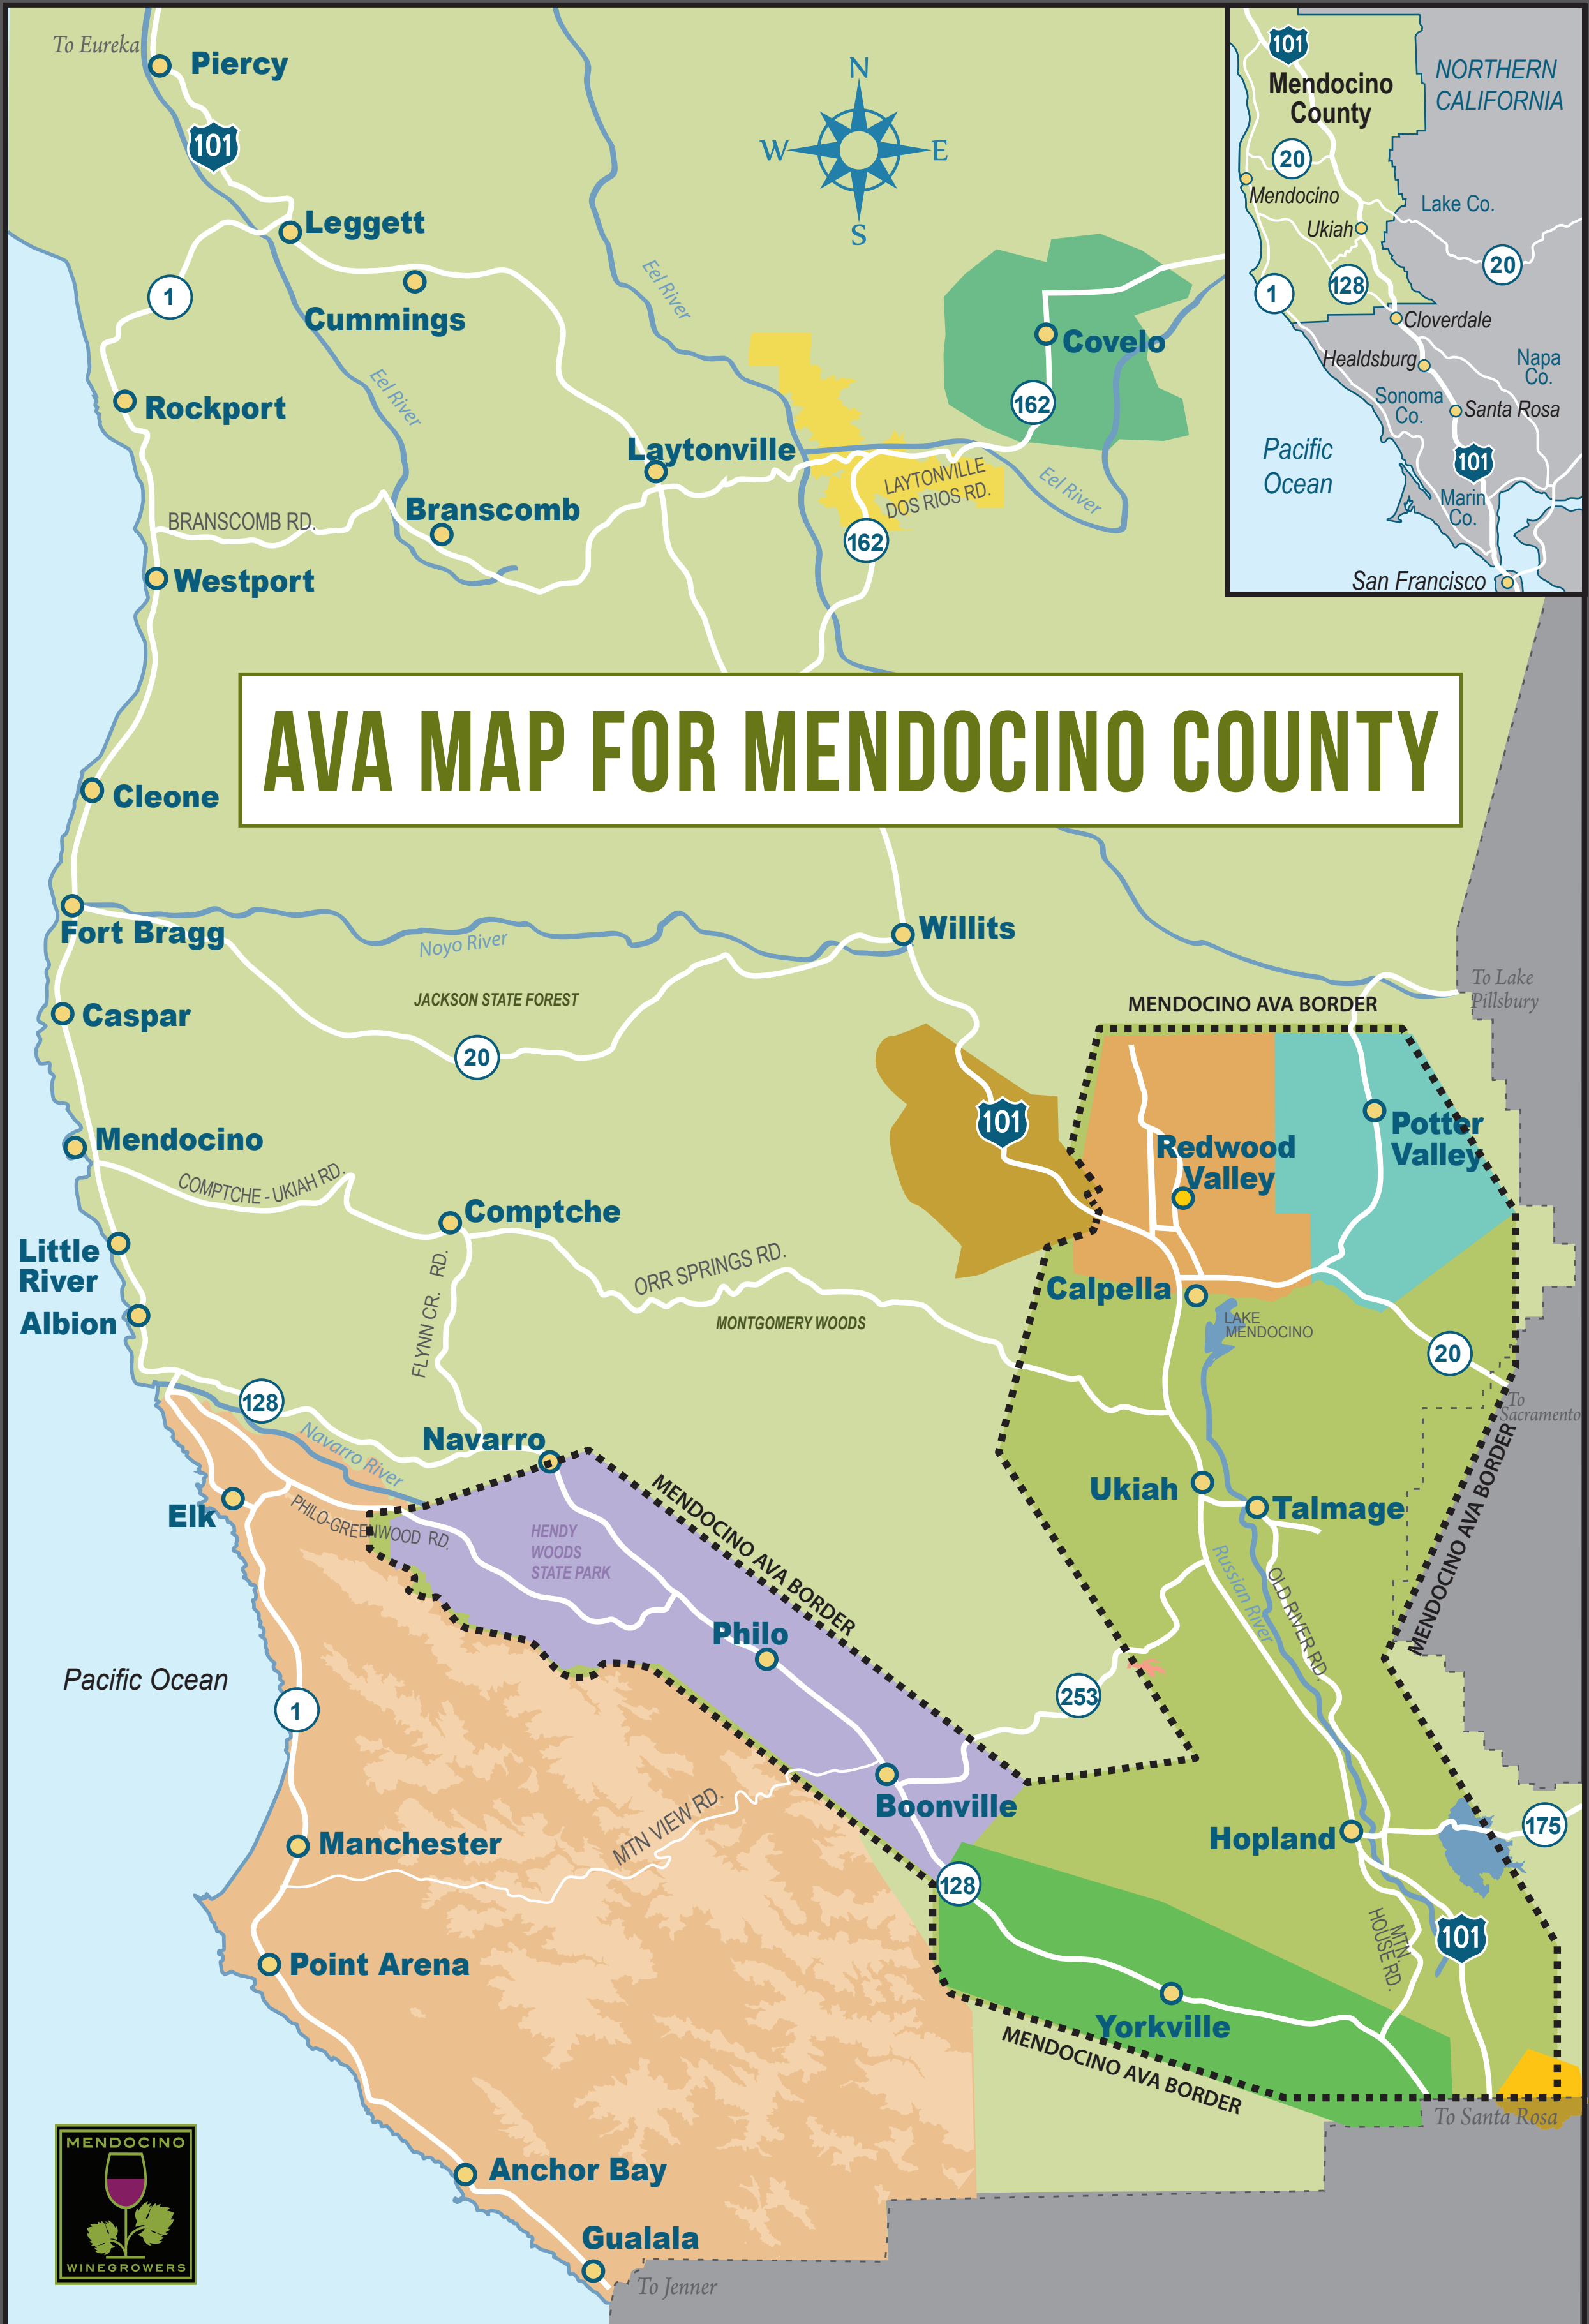 To Eureka
Piercy
101
Leggett
1
Cummings
Eel River
Rockport
Eel River
N
W
E
S
Covelo
162
Laytonville
LAYTONVILLE
DOS RIOS RD.
Eel River
162
BRANSCOMB RD.
Branscomb
Westport
101
Mendocino
County
NORTHERN
CALIFORNIA
20
Mendocino
Lake Co.
Ukiah
20
128
1
Cloverdale
Healdsburg
Napa
Co.
Sonoma
Co.
Santa Rosa
Pacific
Ocean
101
Marin
Co.
San Francisco
AVA MAP FOR MENDOCINO COUNTY
Cleone
Fort Bragg
Noyo River
Willits
JACKSON STATE FOREST
Caspar
20
To Lake
Pillsbury
MENDOCINO AVA BORDER
101
Redwood
Valley
Potter
Valley
Mendocino
COMPTCHE - UKIAH RD.
Comptche
Little
River
Albion
FLYNN CR. RD.
ORR SPRINGS RD.
MONTGOMERY WOODS
Calpella
LAKE
MENDOCINO
20
To
Sacramento
128
Navarro River
Navarro
Elk
PHILO-GREENWOOD RD.
HENDY
WOODS
STATE PARK
MENDOCINO AVA BORDER
Ukiah
Talmage
MENDOCINO AVA BORDER
Russian River
OLD RIVER RD.
Philo
Pacific Ocean
1
253
Boonville
MTN VIEW RD.
Manchester
Hopland
175
128
MTN.
HOUSE RD.
101
Point Arena
Yorkville
MENDOCINO AVA BORDER
To Santa Rosa
Anchor Bay
Gualala
To Jenner
MENDOCINO
WINEGROWERS